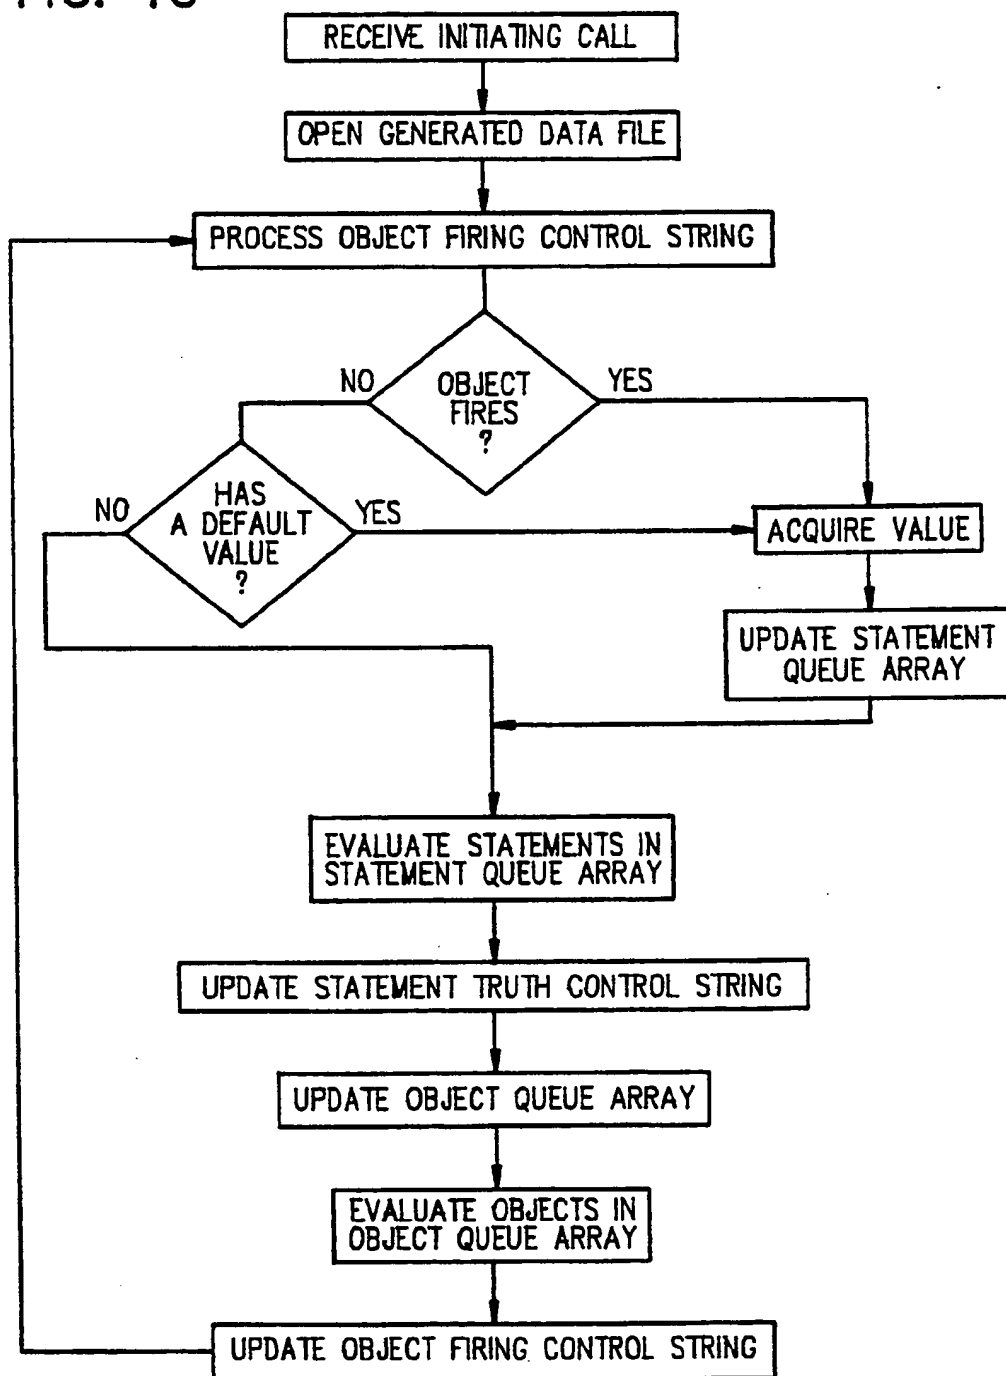 RECEIVE INITIATING CALL
OPEN GENERATED DATA FILE
PROCESS OBJECT FIRING CONTROL STRING
NO
OBJECT
FIRES
?
YES
NO
HAS
A DEFAULT
VALUE
?
YES
ACQUIRE VALUE
UPDATE STATEMENT
QUEUE ARRAY
EVALUATE STATEMENTS IN
STATEMENT QUEUE ARRAY
UPDATE STATEMENT TRUTH CONTROL STRING
UPDATE OBJECT QUEUE ARRAY
EVALUATE OBJECTS IN
OBJECT QUEUE ARRAY
UPDATE OBJECT FIRING CONTROL STRING